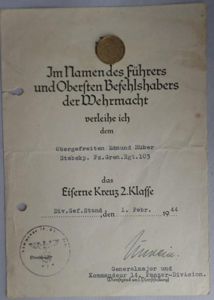 Im Namen des Führers
und Obersten Befehlshabers
der Wehrmacht
verleihe ich
dem
Obergefreiten Edmund Huber
Stabskp. Pz.Gren.Rgt.103
das
Eiserne Kreuz 2.Klasse
Div.Gef.Stand, den 1. Febr. 1944
Generalmajor und
Kommandeur 14. Panzer-Division.